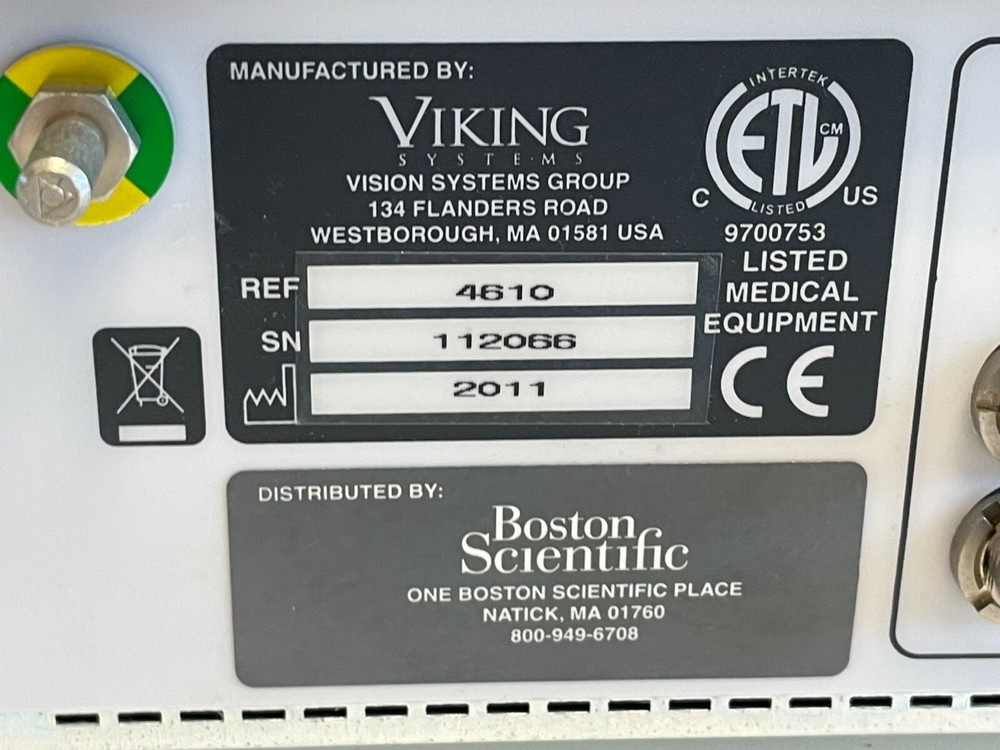 MANUFACTURED BY:
VIKING
SYSTEMS
VISION SYSTEMS GROUP
134 FLANDERS ROAD
WESTBOROUGH, MA 01581 USA
INTERTEK
ETL CM
LISTED
C US
9700753
LISTED
MEDICAL
EQUIPMENT
CE
REF 4610
SN 112066
2011
DISTRIBUTED BY:
Boston
Scientific
ONE BOSTON SCIENTIFIC PLACE
NATICK, MA 01760
800-949-6708